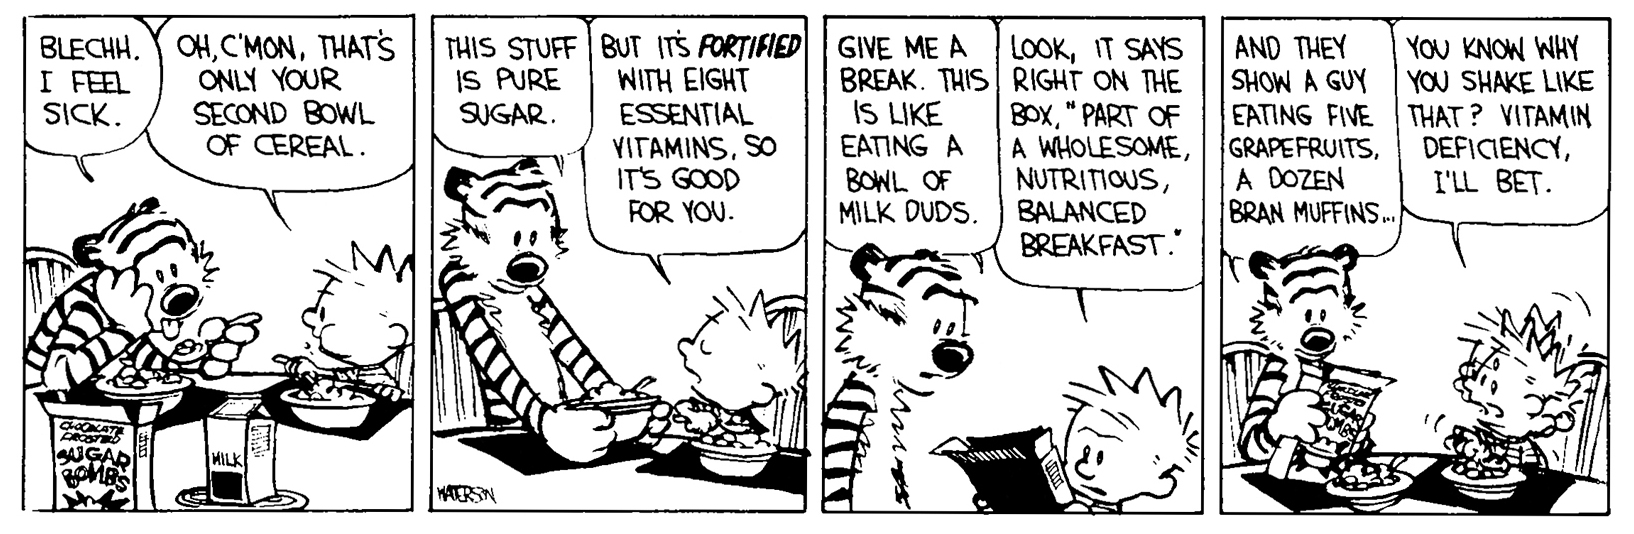 BLECHH.
I FEEL
SICK.
OH, C'MON, THAT'S
ONLY YOUR
SECOND BOWL
OF CEREAL.
CHOCOLATE
FROSTED
SUGAR
BOMBS
MILK
THIS STUFF
IS PURE
SUGAR.
BUT IT'S FORTIFIED
WITH EIGHT
ESSENTIAL
VITAMINS, SO
IT'S GOOD
FOR YOU.
WATERSON
GIVE ME A
BREAK. THIS
IS LIKE
EATING A
BOWL OF
MILK DUDS.
LOOK, IT SAYS
RIGHT ON THE
BOX, "PART OF
A WHOLESOME,
NUTRITIOUS,
BALANCED
BREAKFAST."
AND THEY
SHOW A GUY
EATING FIVE
GRAPEFRUITS,
A DOZEN
BRAN MUFFINS...
YOU KNOW WHY
YOU SHAKE LIKE
THAT? VITAMIN
DEFICIENCY,
I'LL BET.
CHOCOLATE
FROSTED
SUGAR
BOMBS